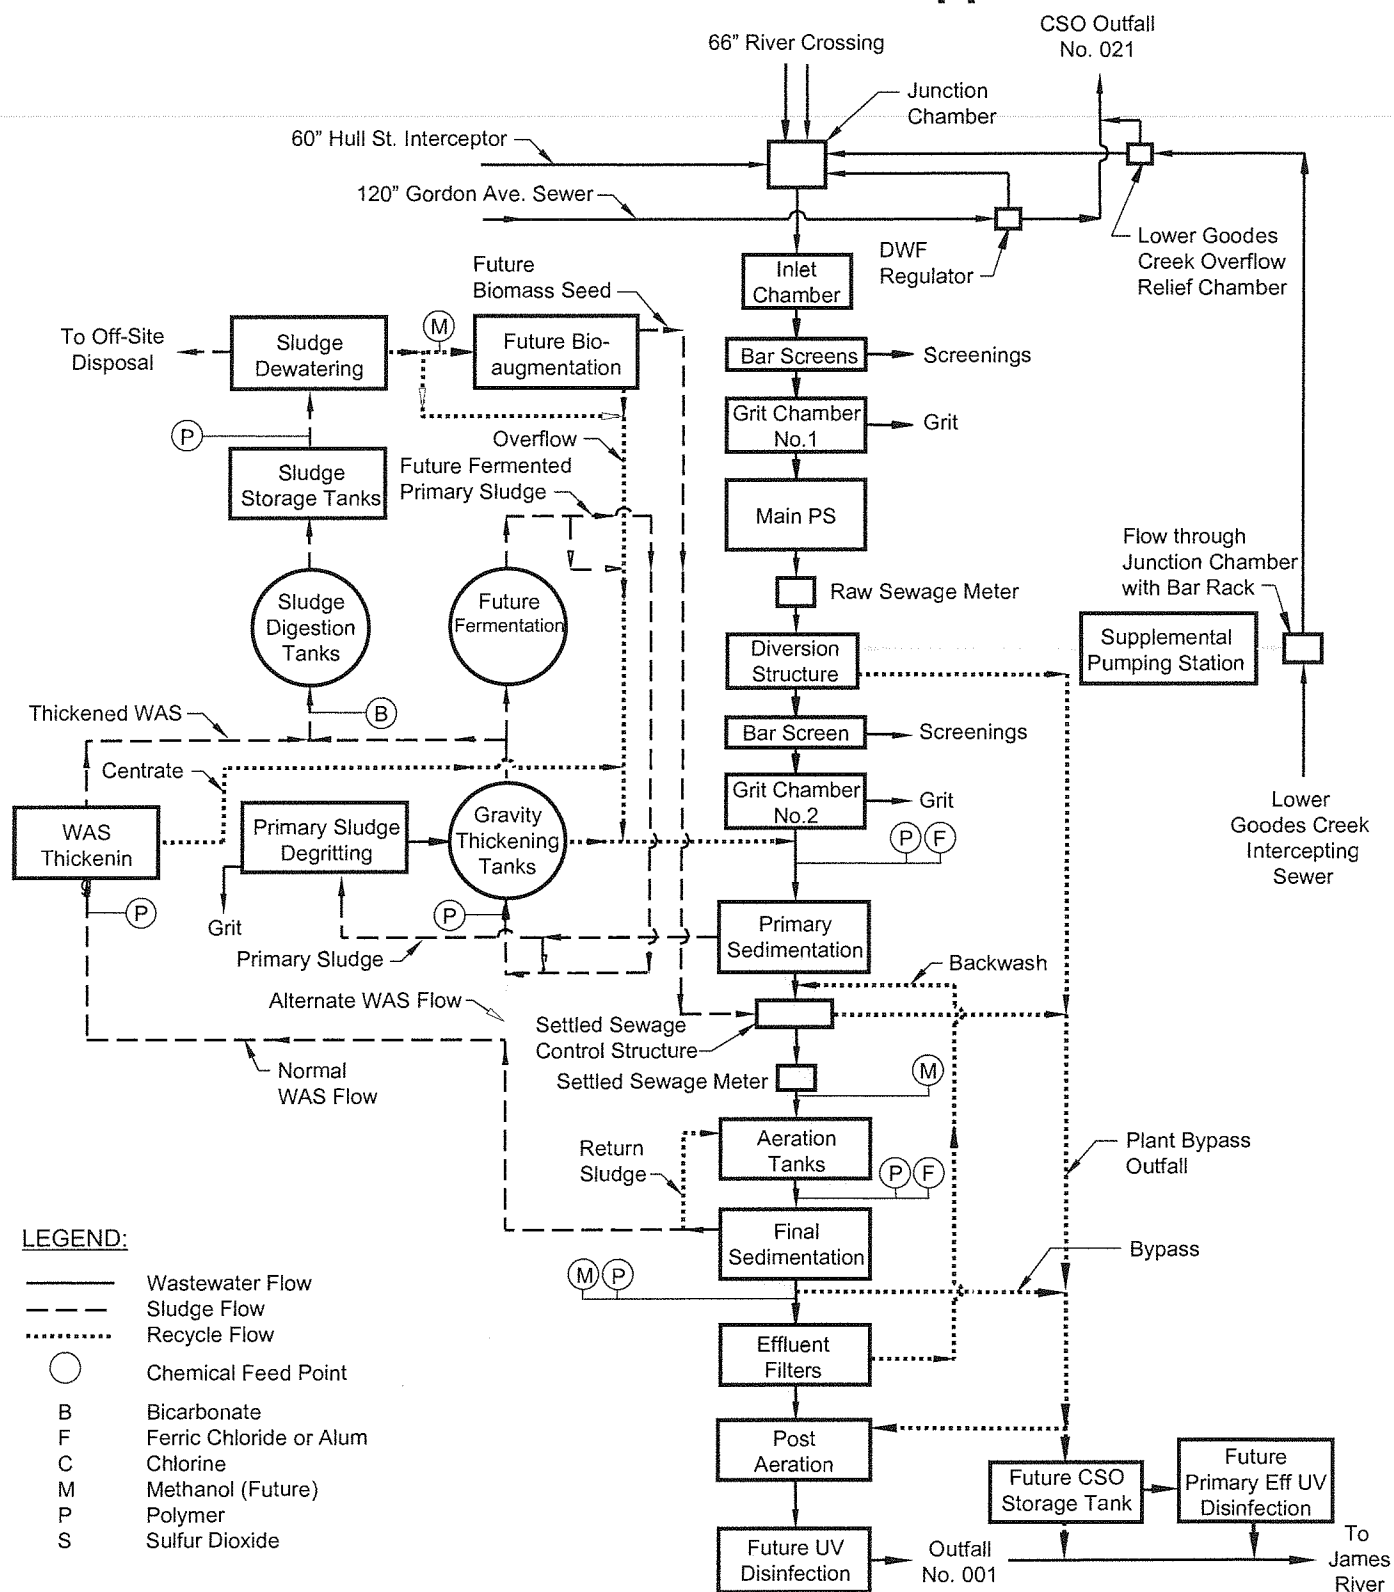 CSO Outfall
No. 021
66” River Crossing
Junction
Chamber
60” Hull St. Interceptor
120” Gordon Ave. Sewer
DWF
Regulator
Lower Goodes
Creek Overflow
Relief Chamber
Inlet
Chamber
Future
Biomass Seed
To Off-Site
Disposal
Sludge
Dewatering
M
Future Bio-
augmentation
Bar Screens
Screenings
Grit Chamber
No.1
Grit
P
Overflow
Future Fermented
Primary Sludge
Sludge
Storage Tanks
Main PS
Flow through
Junction Chamber
with Bar Rack
Raw Sewage Meter
Sludge
Digestion
Tanks
Future
Fermentation
Diversion
Structure
Supplemental
Pumping Station
Thickened WAS
B
Bar Screen
Screenings
Centrate
Grit Chamber
No.2
Grit
WAS
Thickenin
g
Primary Sludge
Degritting
Gravity
Thickening
Tanks
P F
Lower
Goodes Creek
Intercepting
Sewer
P
Grit
P
Primary Sludge
Primary
Sedimentation
Backwash
Alternate WAS Flow
Settled Sewage
Control Structure
Normal
WAS Flow
Settled Sewage Meter
M
Return
Sludge
Aeration
Tanks
Plant Bypass
Outfall
P F
Final
Sedimentation
Bypass
M P
Effluent
Filters
Post
Aeration
Future CSO
Storage Tank
Future
Primary Eff UV
Disinfection
Future UV
Disinfection
Outfall
No. 001
To
James
River
LEGEND:
Wastewater Flow
Sludge Flow
Recycle Flow
Chemical Feed Point
B Bicarbonate
F Ferric Chloride or Alum
C Chlorine
M Methanol (Future)
P Polymer
S Sulfur Dioxide